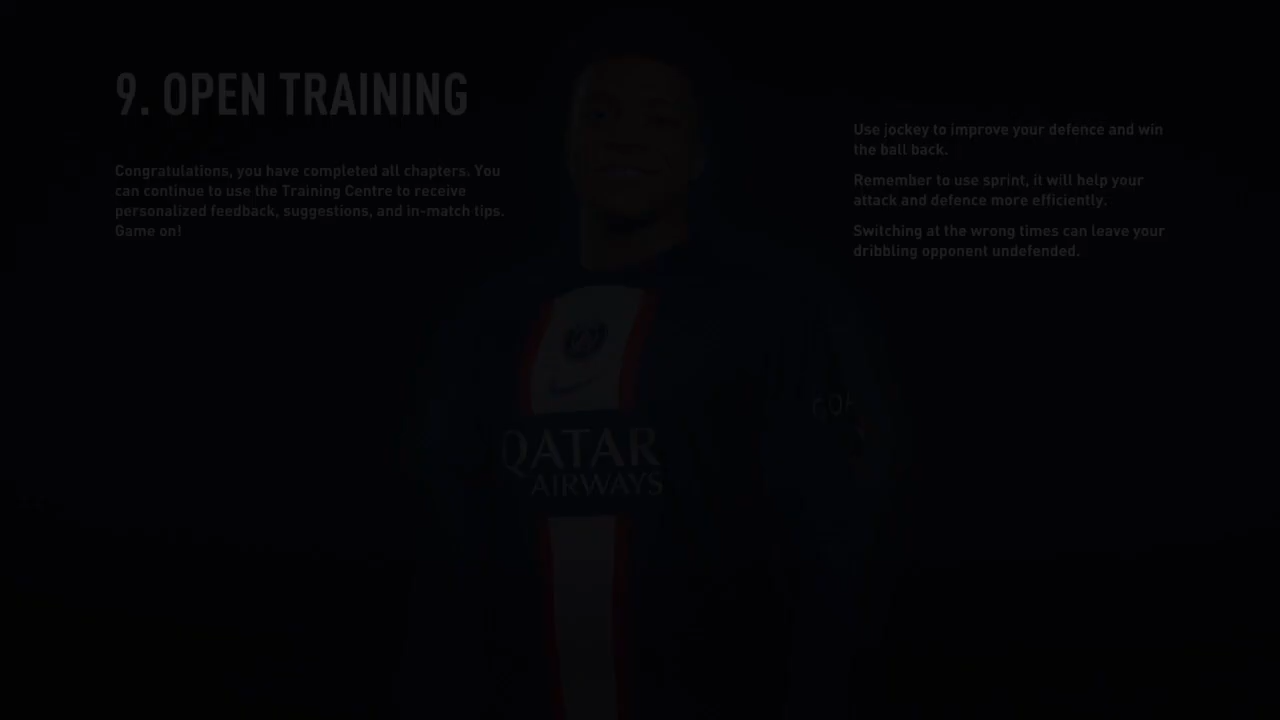 9. OPEN TRAINING
Congratulations, you have completed all chapters. You
can continue to use the Training Centre to receive
personalized feedback, suggestions, and in-match tips.
Game on!
Use jockey to improve your defence and win
the ball back.
Remember to use sprint, it will help your
attack and defence more efficiently.
Switching at the wrong times can leave your
dribbling opponent undefended.
QATAR
AIRWAYS